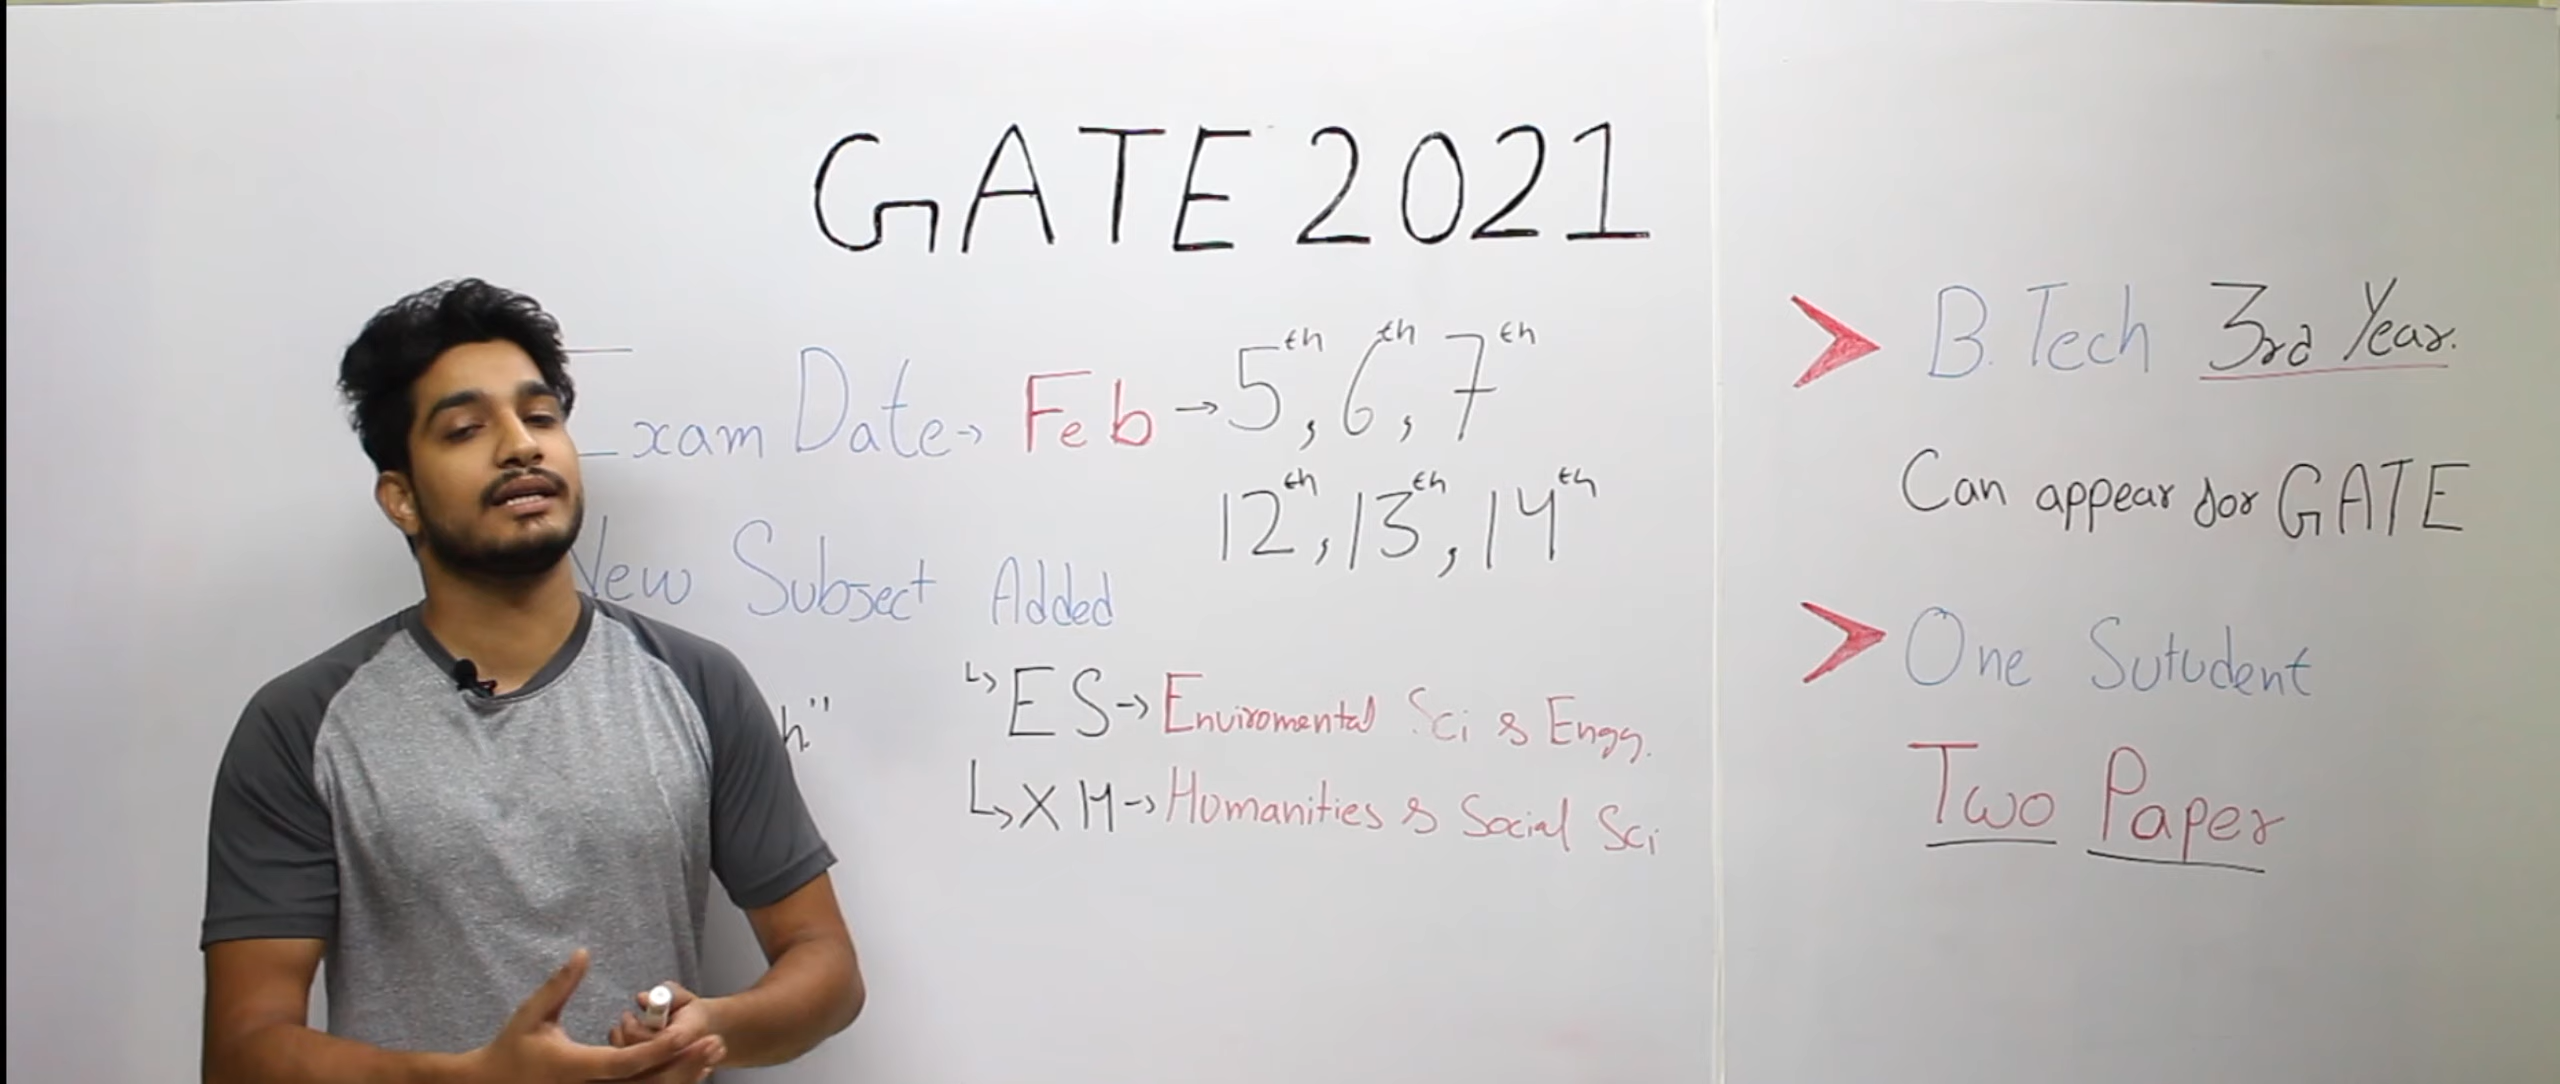 GATE 2021
Exam Date → Feb → 5th, 6th, 7th
12th, 13th, 14th
New Subject Added
↳ ES → Enviromental Sci & Engg.
↳ XH → Humanities & Social Sci
> B.Tech 3rd Year.
Can appear for GATE
> One Sutudent
Two Paper